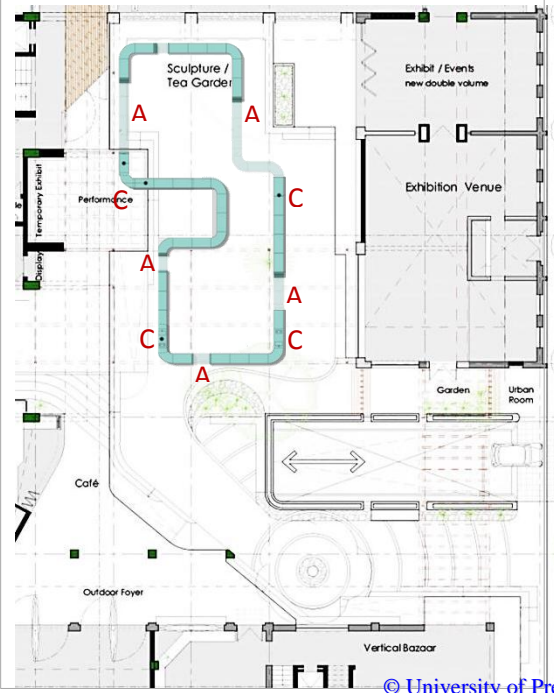 Sculpture /
Tea Garden
Exhibit / Events
new double volume
A
A
Temporary Exhibit
Performance
C
C
Exhibition Venue
Display
A
A
C
C
A
Garden
Urban
Room
Café
Outdoor Foyer
Vertical Bazaar
© University of Pre